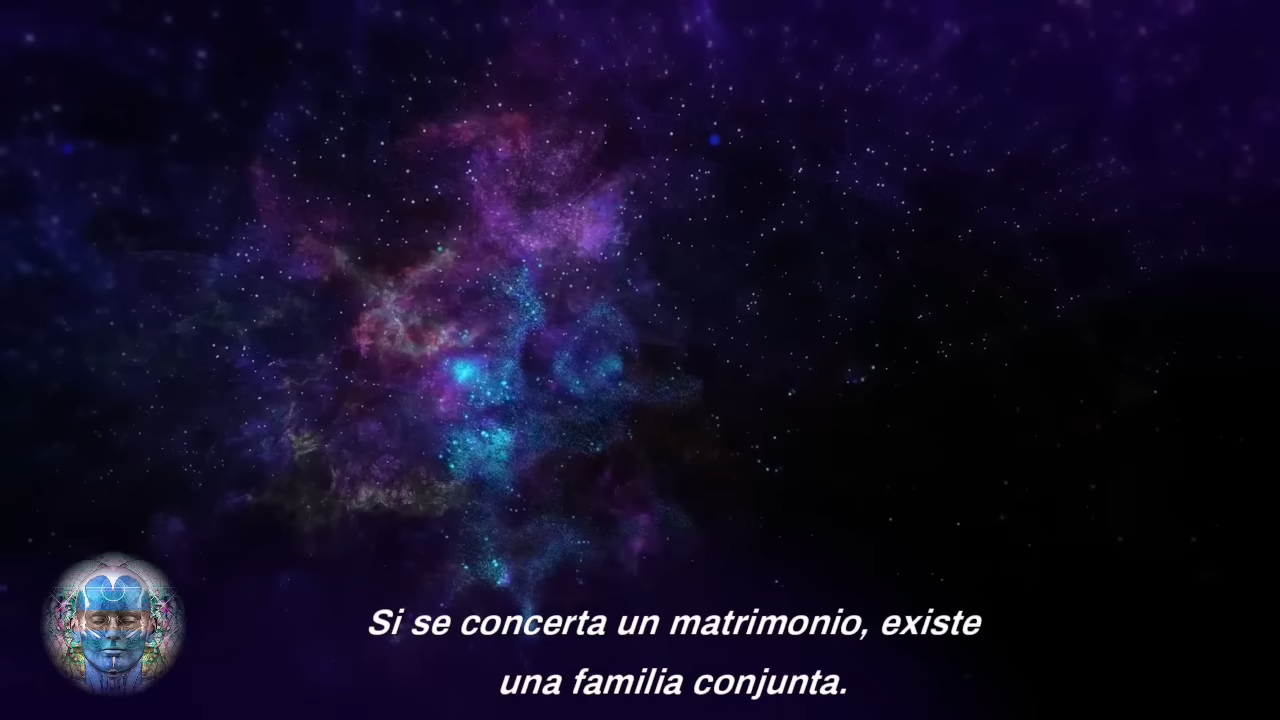 Si se concerta un matrimonio, existe
una familia conjunta.